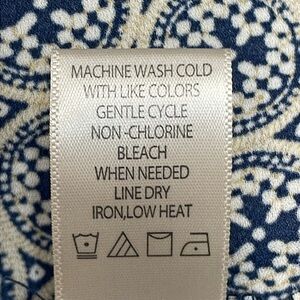 MACHINE WASH COLD
WITH LIKE COLORS
GENTLE CYCLE
NON -CHLORINE
BLEACH
WHEN NEEDED
LINE DRY
IRON,LOW HEAT